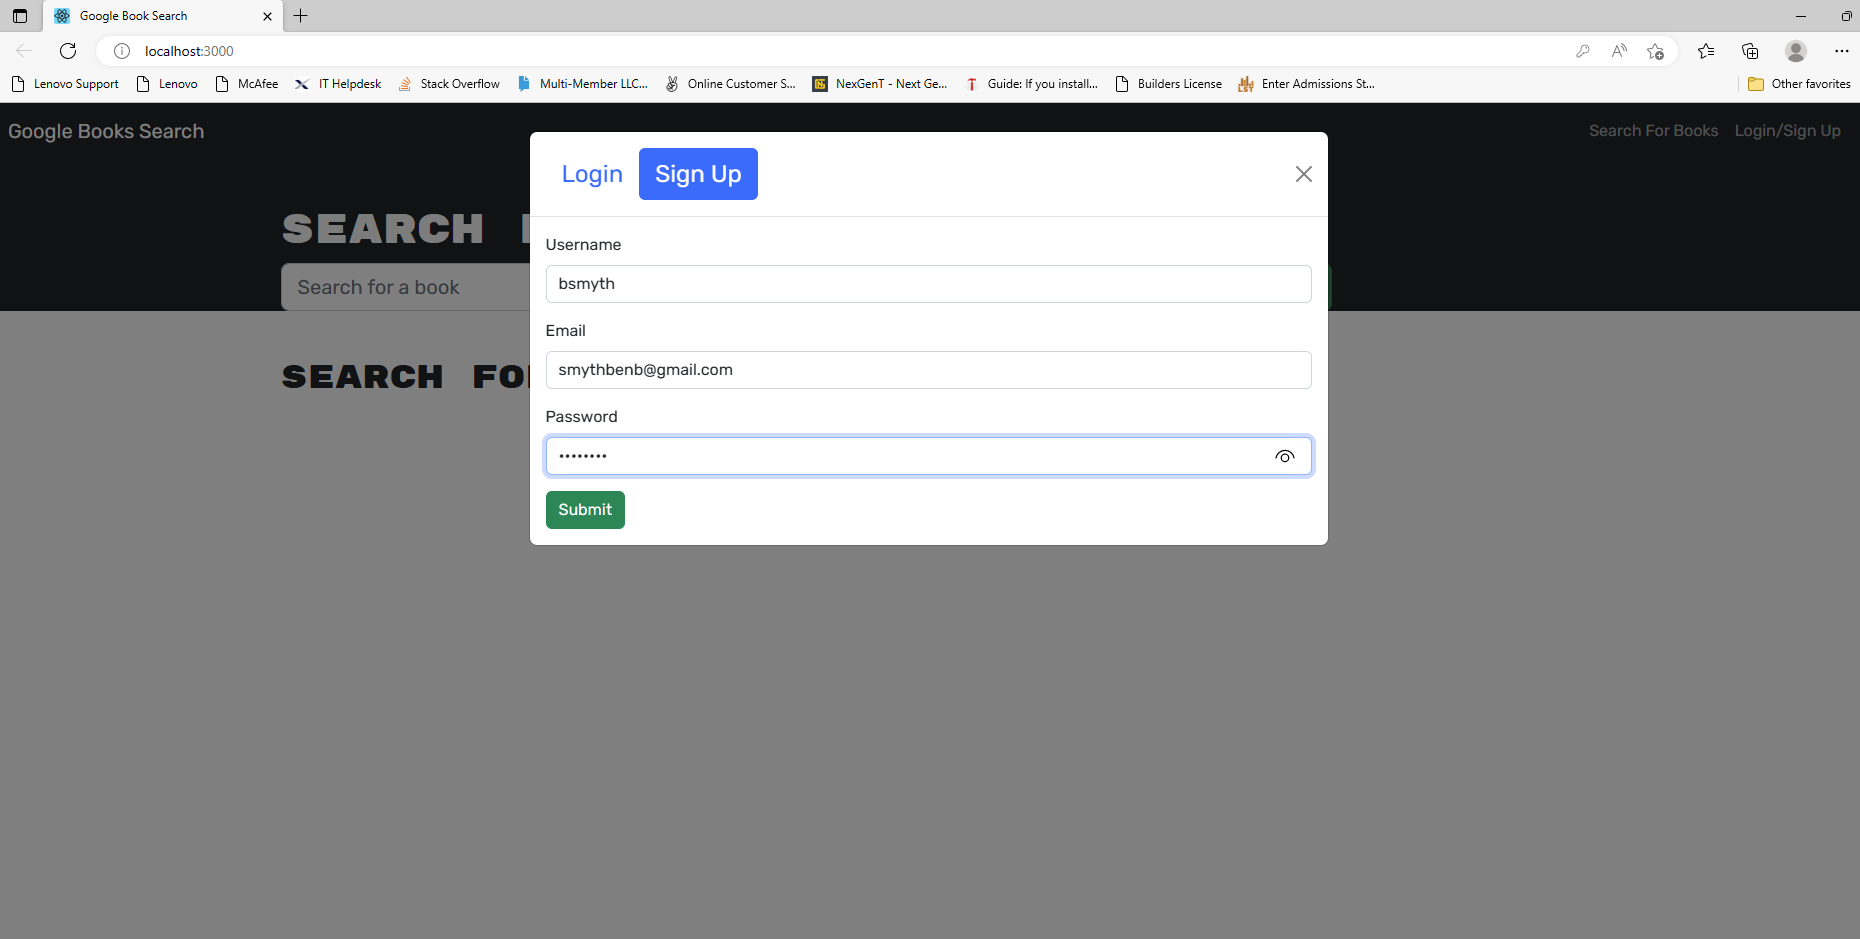 Google Book Search
localhost:3000
Lenovo Support Lenovo McAfee IT Helpdesk Stack Overflow Multi-Member LLC... Online Customer S... NexGenT - Next Ge... Guide: If you install... Builders License Enter Admissions St... Other favorites
Google Books Search Search For Books Login/Sign Up
Login Sign Up
SEARCH
Search for a book
Username
bsmyth
Email
smythbenb@gmail.com
SEARCH FO
Password
••••••••
Submit